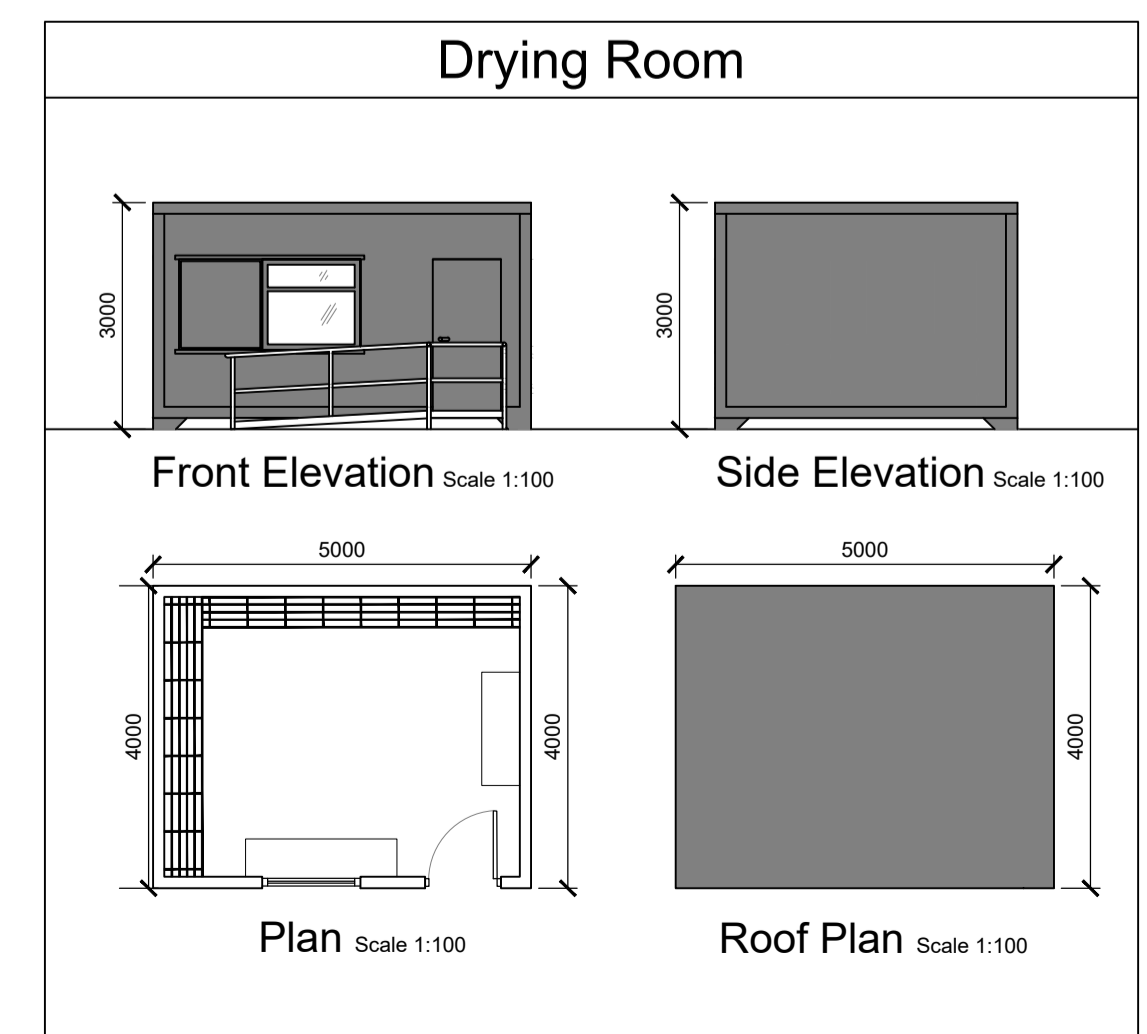 Drying Room
3000
3000
Front Elevation Scale 1:100
Side Elevation Scale 1:100
5000
5000
4000
4000
4000
Plan Scale 1:100
Roof Plan Scale 1:100